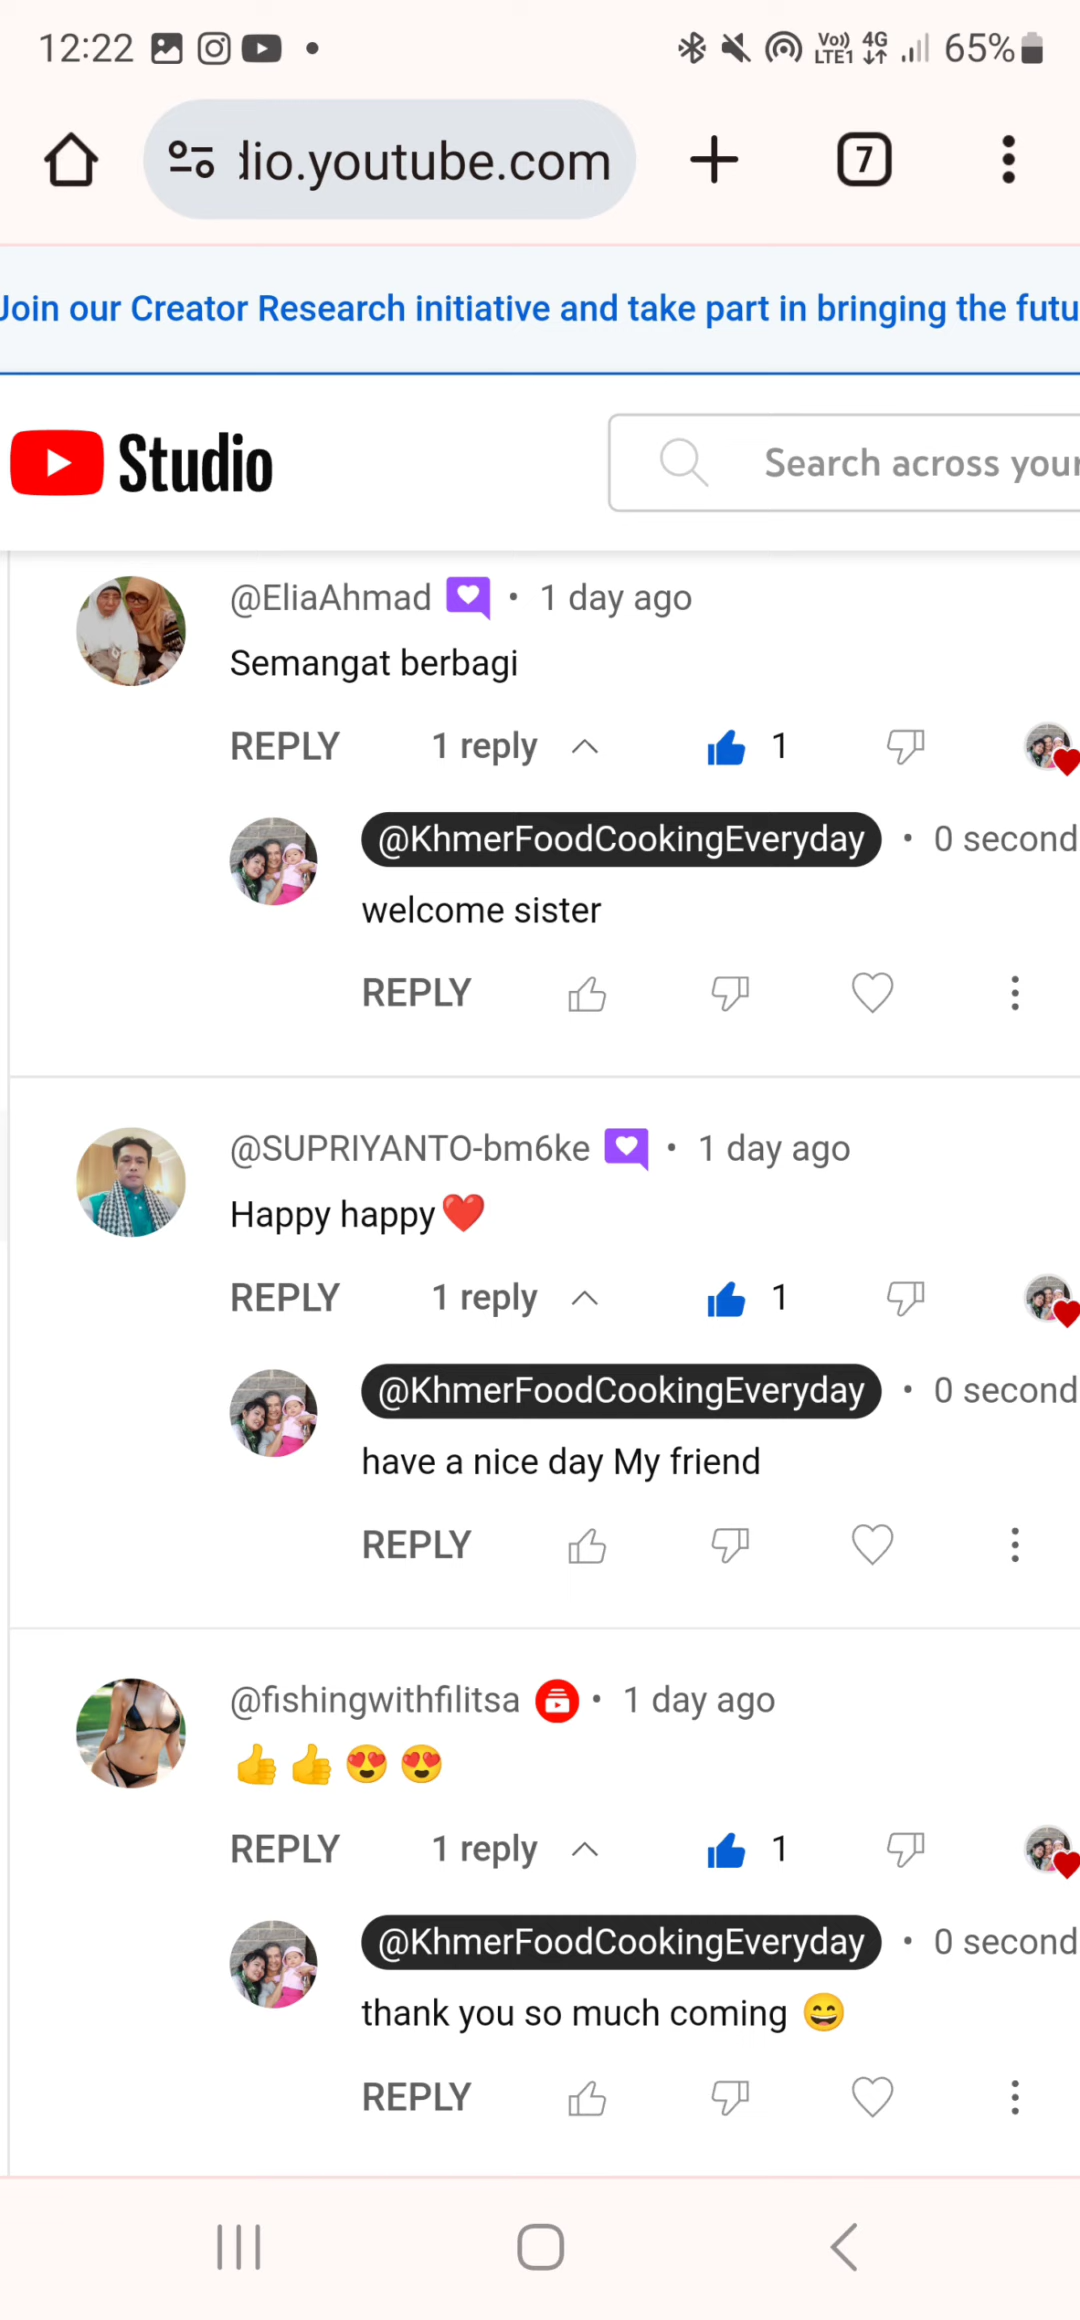 12:22 Vo)) LTE1 4G 65%
lio.youtube.com 7
Join our Creator Research initiative and take part in bringing the futu
Studio Search across your
@EliaAhmad • 1 day ago
Semangat berbagi
REPLY 1 reply 1
@KhmerFoodCookingEveryday • 0 second
welcome sister
REPLY
@SUPRIYANTO-bm6ke • 1 day ago
Happy happy❤️
REPLY 1 reply 1
@KhmerFoodCookingEveryday • 0 second
have a nice day My friend
REPLY
@fishingwithfilitsa • 1 day ago
👍👍😍😍
REPLY 1 reply 1
@KhmerFoodCookingEveryday • 0 second
thank you so much coming 😄
REPLY